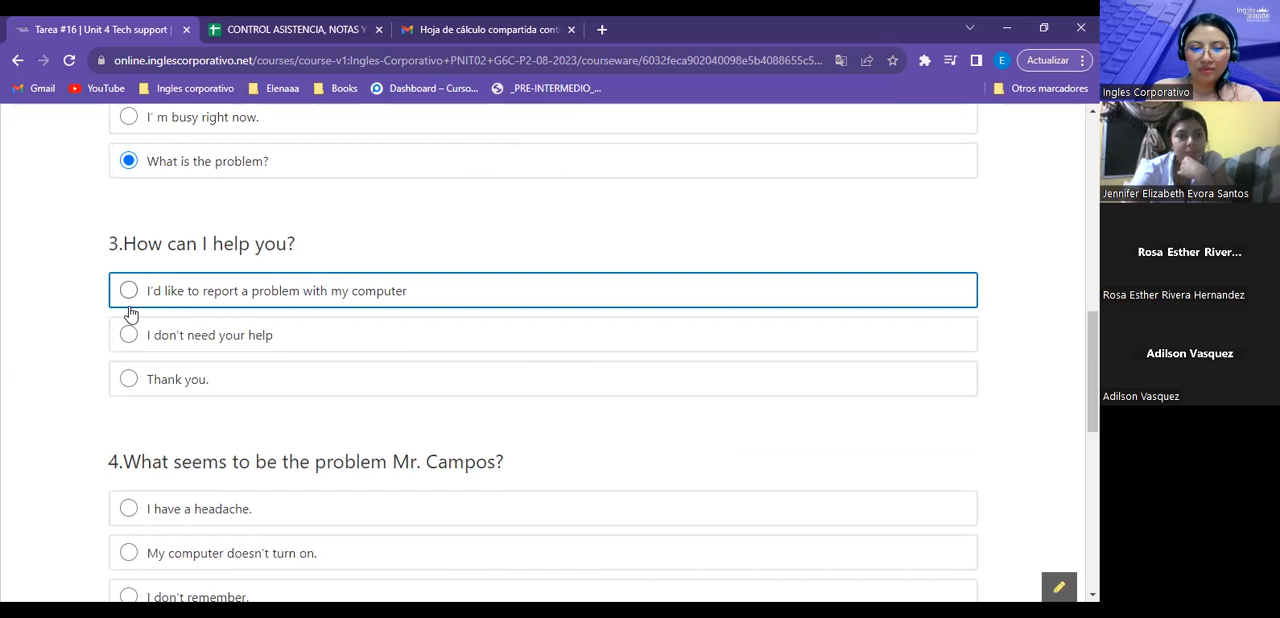 Tarea #16 | Unit 4 Tech support |
CONTROL ASISTENCIA, NOTAS Y
Hoja de cálculo compartida cont
online.inglescorporativo.net/courses/course-v1:Ingles-Corporativo+PNIT02+G6C-P2-08-2023/courseware/6032feca902040098e5b4088655c5...
E
Actualizar
Gmail
YouTube
Ingles corporativo
Elenaaa
Books
Dashboard – Curso...
_PRE-INTERMEDIO_...
Otros marcadores
I´m busy right now.
What is the problem?
3.How can I help you?
I'd like to report a problem with my computer
I don´t need your help
Thank you.
4.What seems to be the problem Mr. Campos?
I have a headache.
My computer doesn´t turn on.
I don´t remember.
Ingles Corporativo
Jennifer Elizabeth Evora Santos
Rosa Esther River...
Rosa Esther Rivera Hernandez
Adilson Vasquez
Adilson Vasquez